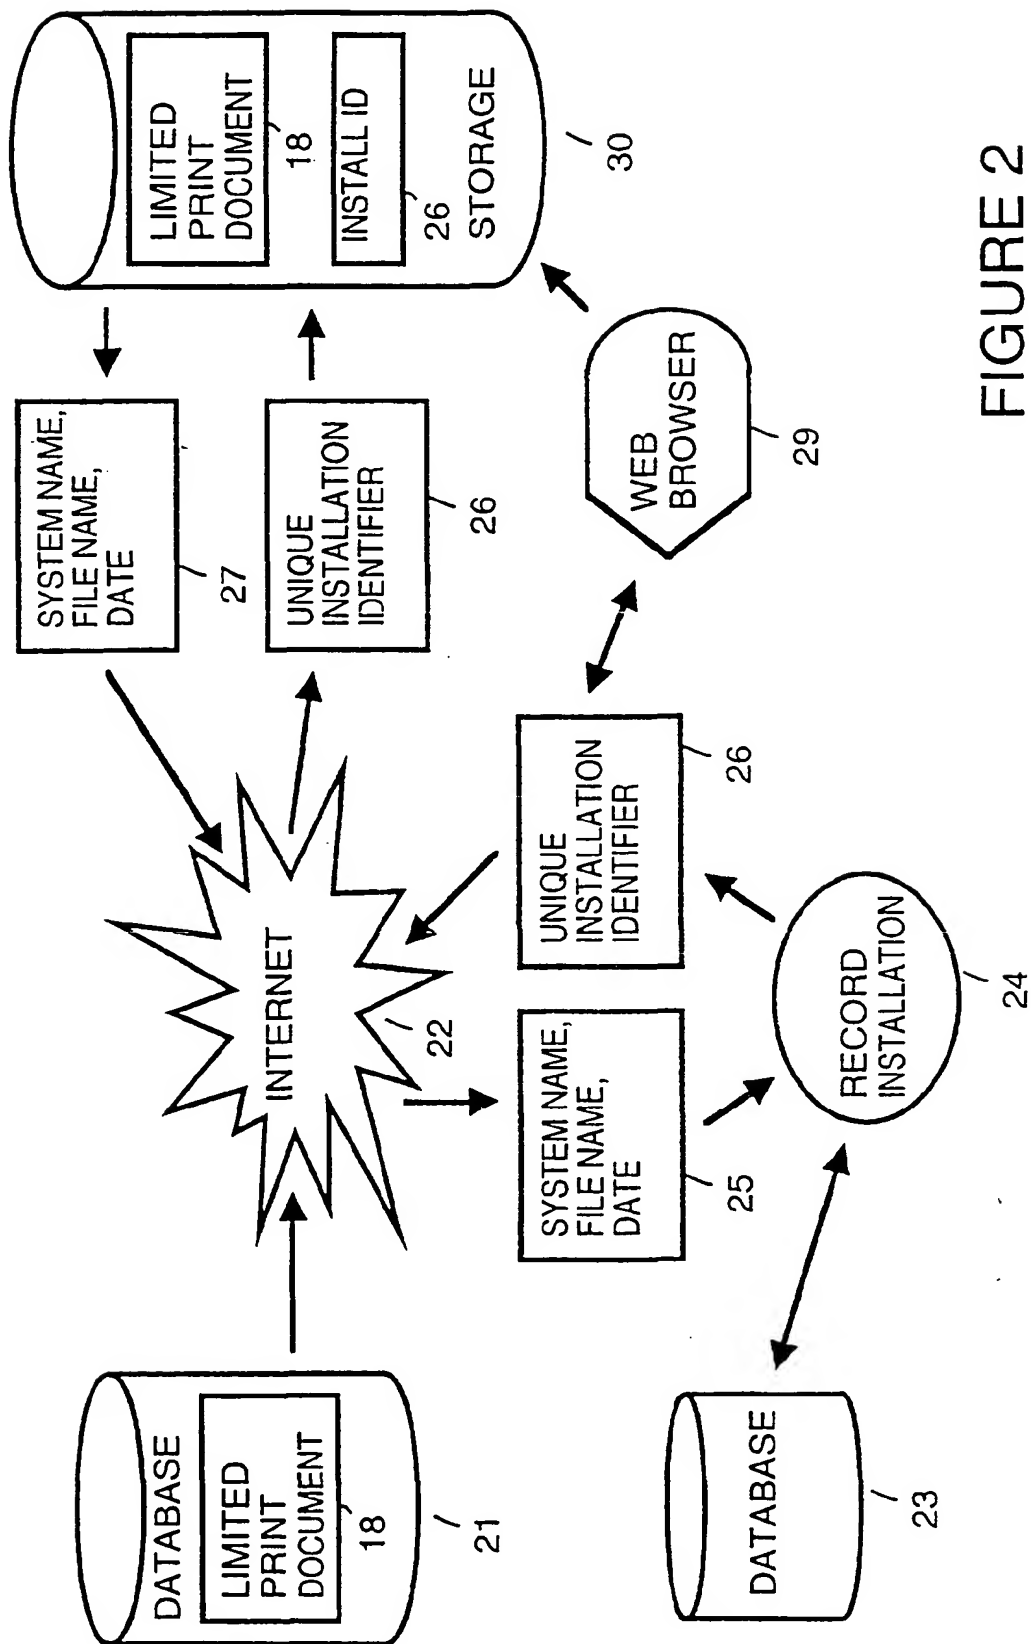 DATABASE
LIMITED
PRINT
DOCUMENT
18
21
INTERNET
22
SYSTEM NAME,
FILE NAME,
DATE
27
UNIQUE
INSTALLATION
IDENTIFIER
26
LIMITED
PRINT
DOCUMENT
18
INSTALL ID
26
STORAGE
30
SYSTEM NAME,
FILE NAME,
DATE
25
UNIQUE
INSTALLATION
IDENTIFIER
26
WEB
BROWSER
29
DATABASE
23
RECORD
INSTALLATION
24
FIGURE 2